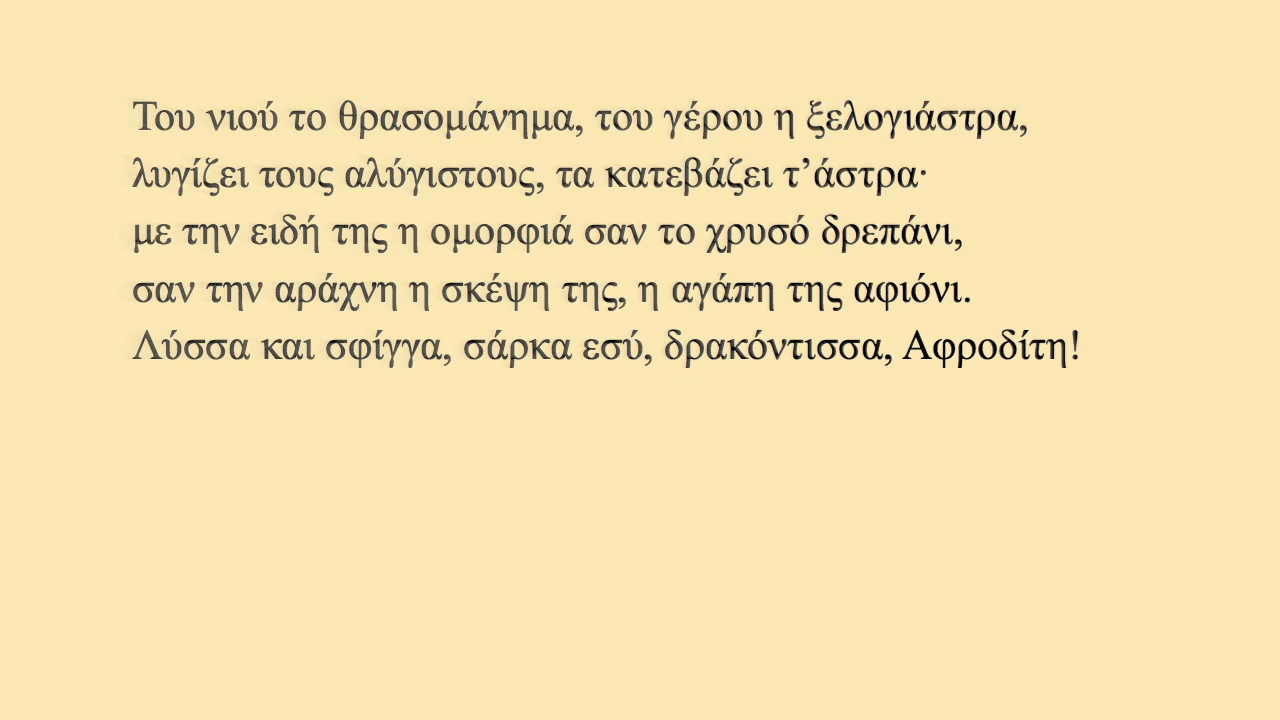 Του νιού το θρασομάνημα, του γέρου η ξελογιάστρα,
λυγίζει τους αλύγιστους, τα κατεβάζει τ’άστρα·
με την ειδή της η ομορφιά σαν το χρυσό δρεπάνι,
σαν την αράχνη η σκέψη της, η αγάπη της αφιόνι.
Λύσσα και σφίγγα, σάρκα εσύ, δρακόντισσα, Αφροδίτη!